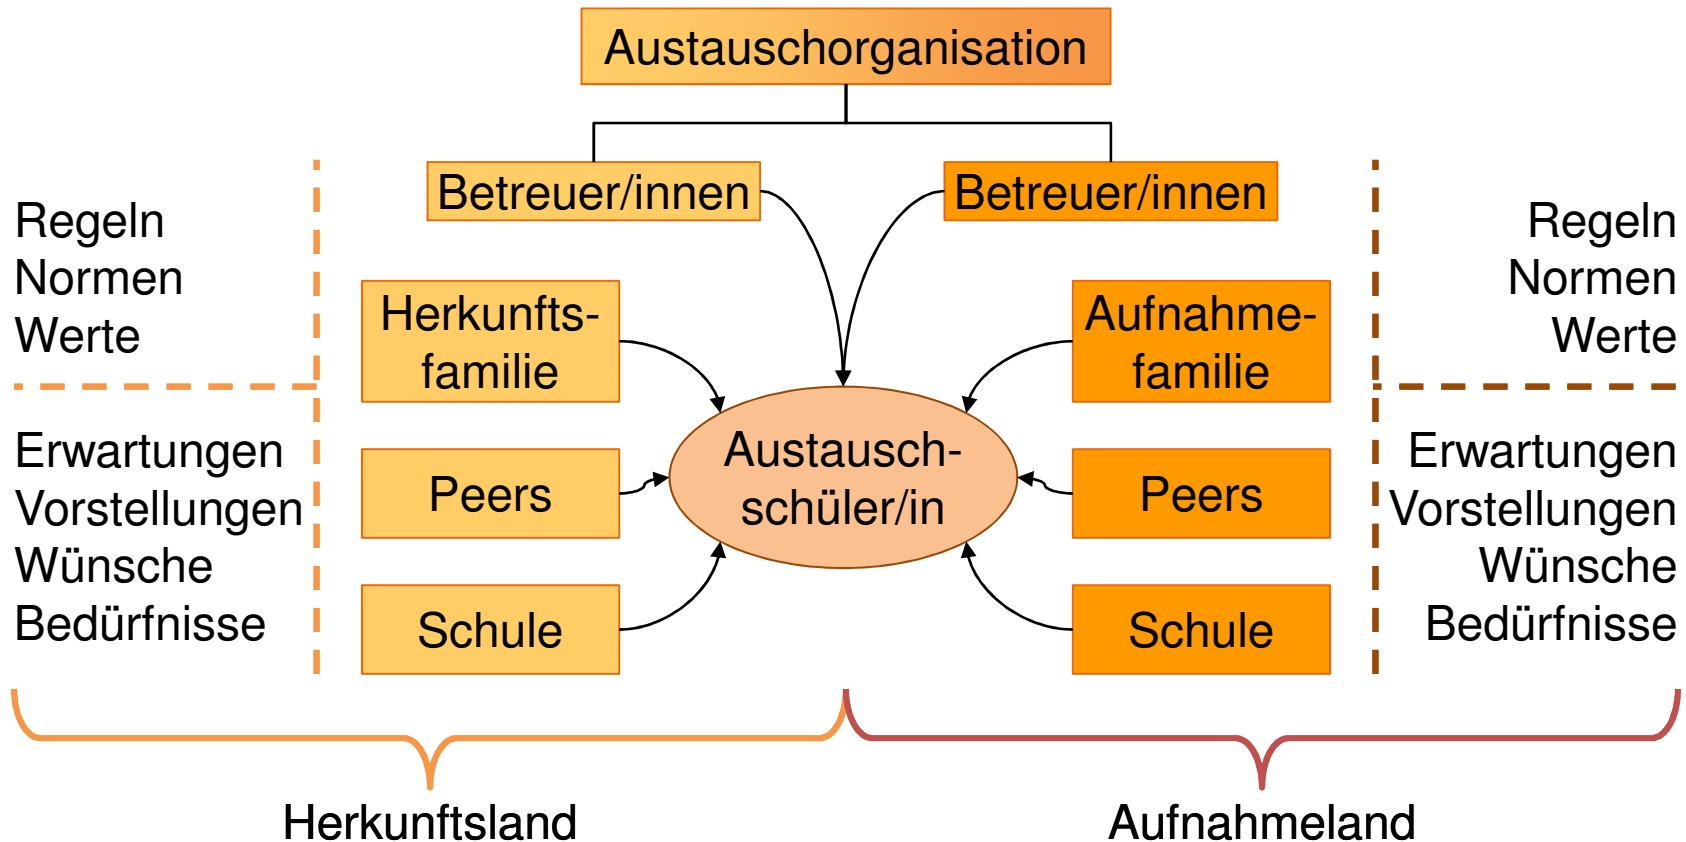 Austauschorganisation
Betreuer/innen
Betreuer/innen
Regeln
Normen
Werte
Erwartungen
Vorstellungen
Wünsche
Bedürfnisse
Herkunfts-
familie
Peers
Schule
Austausch-
schüler/in
Aufnahme-
familie
Peers
Schule
Regeln
Normen
Werte
Erwartungen
Vorstellungen
Wünsche
Bedürfnisse
Herkunftsland
Aufnahmeland